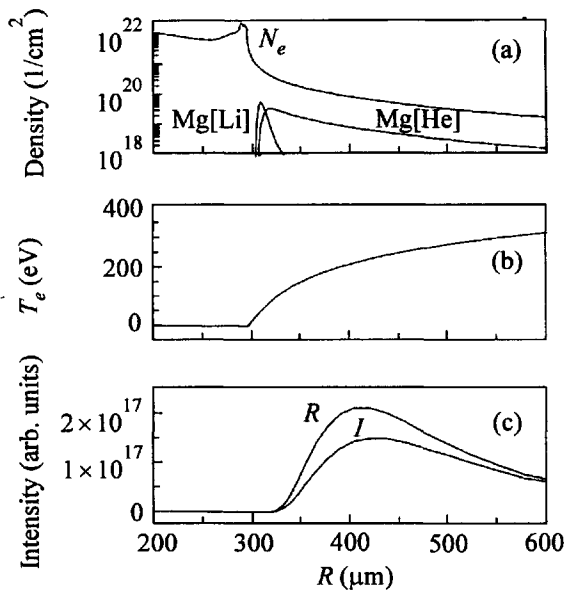 Density (1/cm²)
10²²
10²⁰
10¹⁸
Nₑ
(a)
Mg[Li]
Mg[He]
Tₑ (eV)
400
200
0
(b)
Intensity (arb. units)
2 × 10¹⁷
1 × 10¹⁷
0
R
I
(c)
200 300 400 500 600
R (μm)